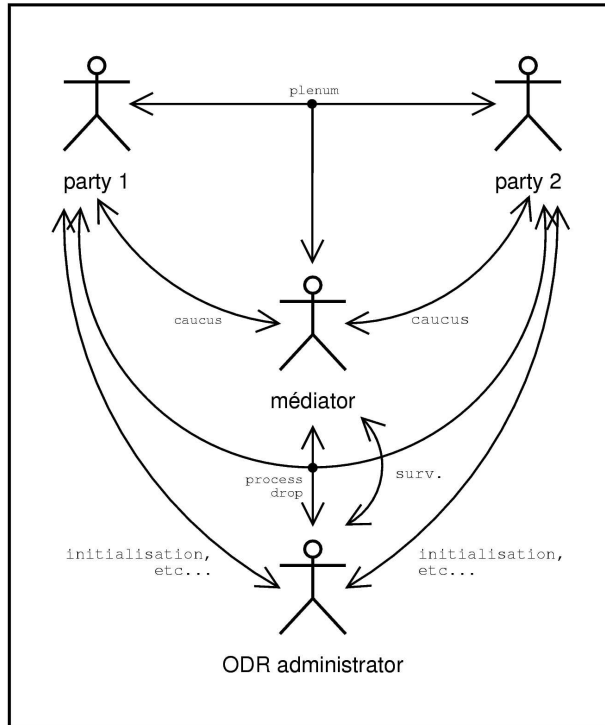 plenum
party 1
party 2
caucus
caucus
médiator
process
drop
surv.
initialisation,
etc...
initialisation,
etc...
ODR administrator